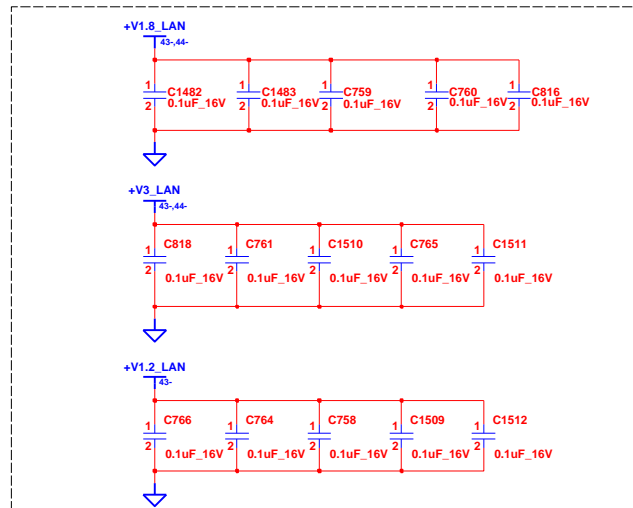 +V1.8_LAN
43-,44-
1 C1482 1 C1483 1 C759 1 C760 1 C816
2 0.1uF_16V 2 0.1uF_16V 2 0.1uF_16V 2 0.1uF_16V 2 0.1uF_16V
+V3_LAN
43-,44-
C818 C761 C1510 C765 C1511
1 1 1 1 1
2 0.1uF_16V 2 0.1uF_16V 2 0.1uF_16V 2 0.1uF_16V 2 0.1uF_16V
+V1.2_LAN
43-
C766 C764 C758 C1509 C1512
1 1 1 1 1
2 0.1uF_16V 2 0.1uF_16V 2 0.1uF_16V 2 0.1uF_16V 2 0.1uF_16V